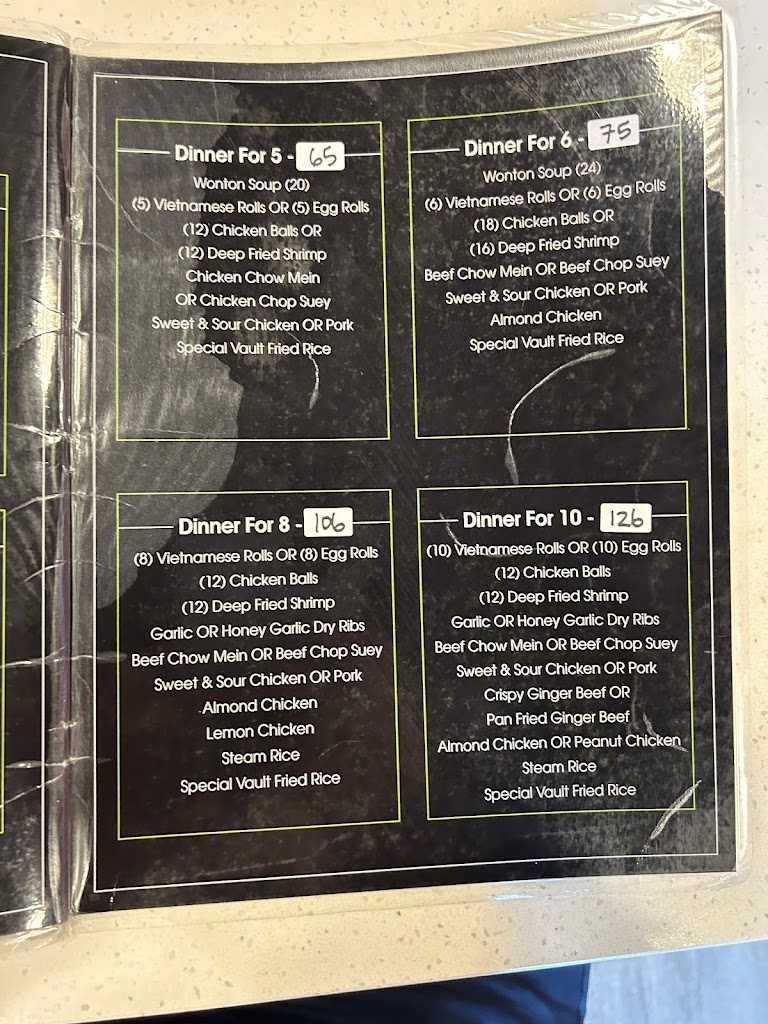 Dinner For 5 - 65
Wonton Soup (20)
(5) Vietnamese Rolls OR (5) Egg Rolls
(12) Chicken Balls OR
(12) Deep Fried Shrimp
Chicken Chow Mein
OR Chicken Chop Suey
Sweet & Sour Chicken OR Pork
Special Vault Fried Rice
Dinner For 6 - 75
Wonton Soup (24)
(6) Vietnamese Rolls OR (6) Egg Rolls
(18) Chicken Balls OR
(16) Deep Fried Shrimp
Beef Chow Mein OR Beef Chop Suey
Sweet & Sour Chicken OR Pork
Almond Chicken
Special Vault Fried Rice
Dinner For 8 - 106
(8) Vietnamese Rolls OR (8) Egg Rolls
(12) Chicken Balls
(12) Deep Fried Shrimp
Garlic OR Honey Garlic Dry Ribs
Beef Chow Mein OR Beef Chop Suey
Sweet & Sour Chicken OR Pork
Almond Chicken
Lemon Chicken
Steam Rice
Special Vault Fried Rice
Dinner For 10 - 126
(10) Vietnamese Rolls OR (10) Egg Rolls
(12) Chicken Balls
(12) Deep Fried Shrimp
Garlic OR Honey Garlic Dry Ribs
Beef Chow Mein OR Beef Chop Suey
Sweet & Sour Chicken OR Pork
Crispy Ginger Beef OR
Pan Fried Ginger Beef
Almond Chicken OR Peanut Chicken
Steam Rice
Special Vault Fried Rice